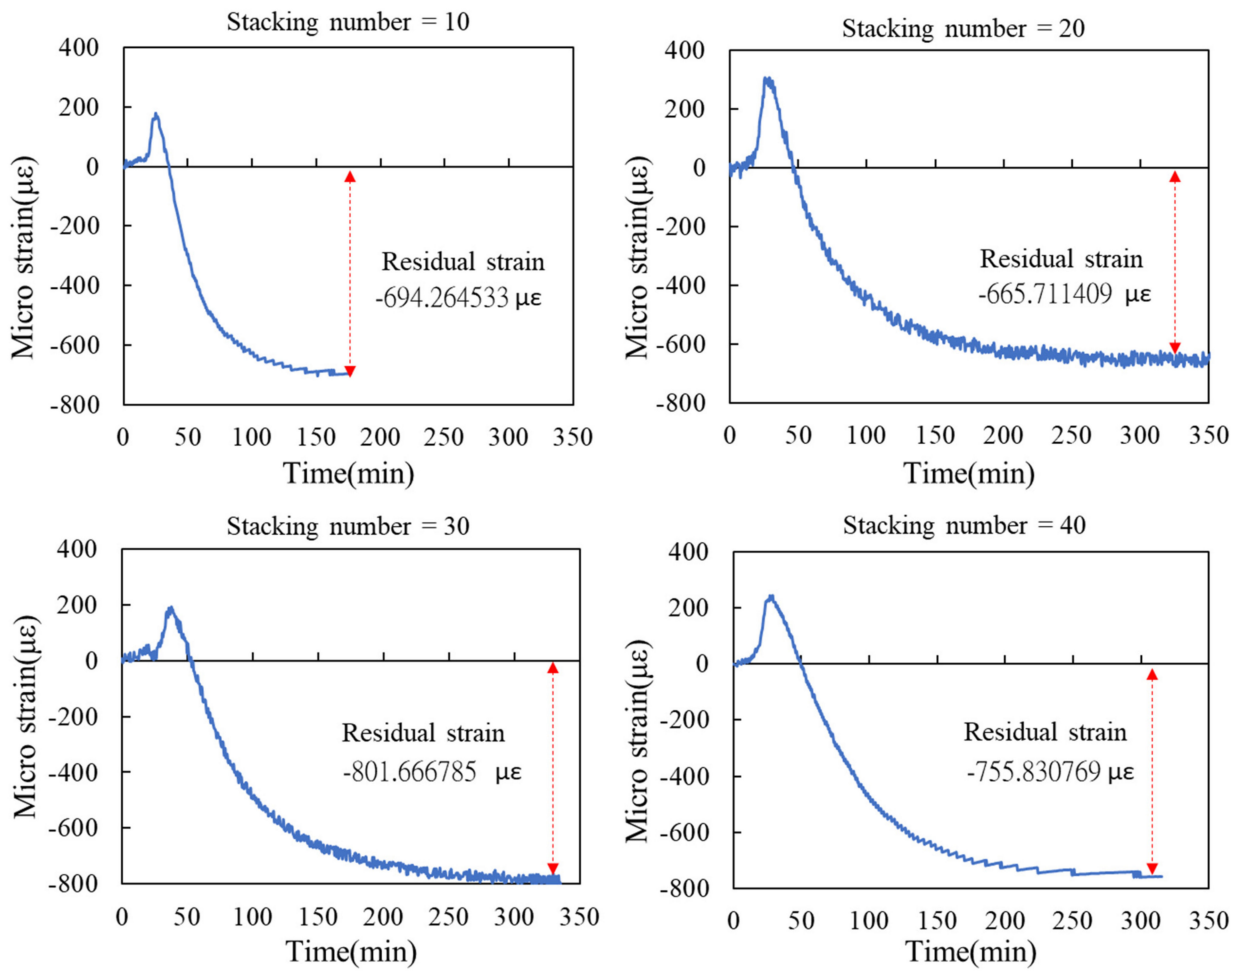 Stacking number = 10
400
200
0
-200
-400
-600
-800
Micro strain(με)
Residual strain
-694.264533 με
0 50 100 150 200 250 300 350
Time(min)
Stacking number = 20
400
200
0
-200
-400
-600
-800
Micro strain(με)
Residual strain
-665.711409 με
0 50 100 150 200 250 300 350
Time(min)
Stacking number = 30
400
200
0
-200
-400
-600
-800
Micro strain(με)
Residual strain
-801.666785 με
0 50 100 150 200 250 300 350
Time(min)
Stacking number = 40
400
200
0
-200
-400
-600
-800
Micro strain(με)
Residual strain
-755.830769 με
0 50 100 150 200 250 300 350
Time(min)